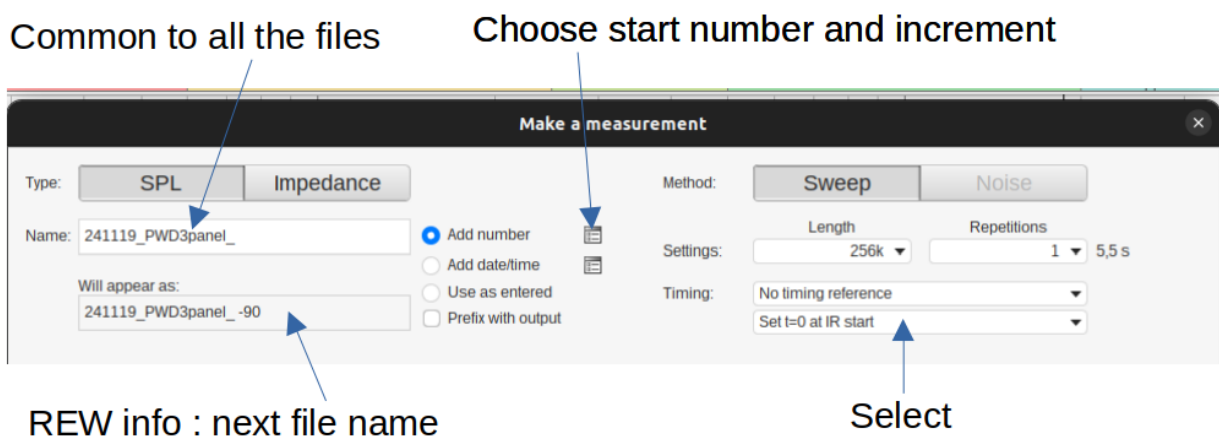 Common to all the files
Choose start number and increment
Make a measurement
Type:
SPL
Impedance
Method:
Sweep
Noise
Name:
241119_PWD3panel_
Add number
Add date/time
Use as entered
Prefix with output
Will appear as:
241119_PWD3panel_ -90
Length
Repetitions
Settings:
256k
1
5,5 s
Timing:
No timing reference
Set t=0 at IR start
REW info : next file name
Select